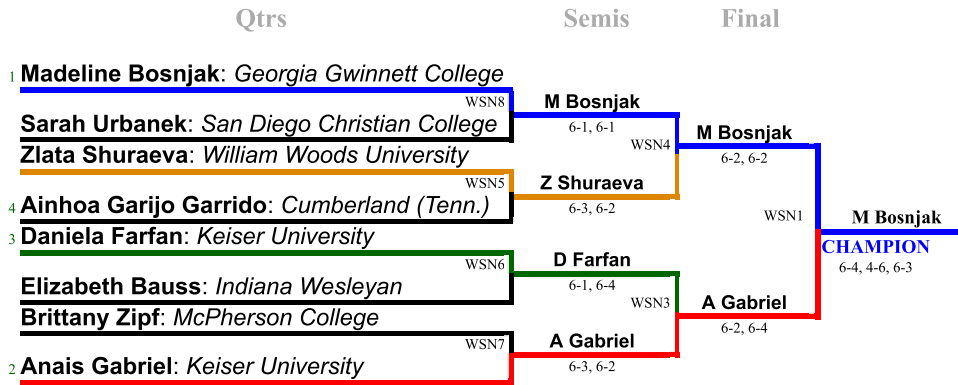 Qtrs Semis Final
1 Madeline Bosnjak: Georgia Gwinnett College
WSN8
Sarah Urbanek: San Diego Christian College
M Bosnjak
6-1, 6-1
Zlata Shuraeva: William Woods University
WSN5
4 Ainhoa Garijo Garrido: Cumberland (Tenn.)
Z Shuraeva
6-3, 6-2
WSN4
M Bosnjak
6-2, 6-2
3 Daniela Farfan: Keiser University
WSN6
Elizabeth Bauss: Indiana Wesleyan
D Farfan
6-1, 6-4
Brittany Zipf: McPherson College
WSN7
2 Anais Gabriel: Keiser University
A Gabriel
6-3, 6-2
WSN3
A Gabriel
6-2, 6-4
WSN1
M Bosnjak
CHAMPION
6-4, 4-6, 6-3